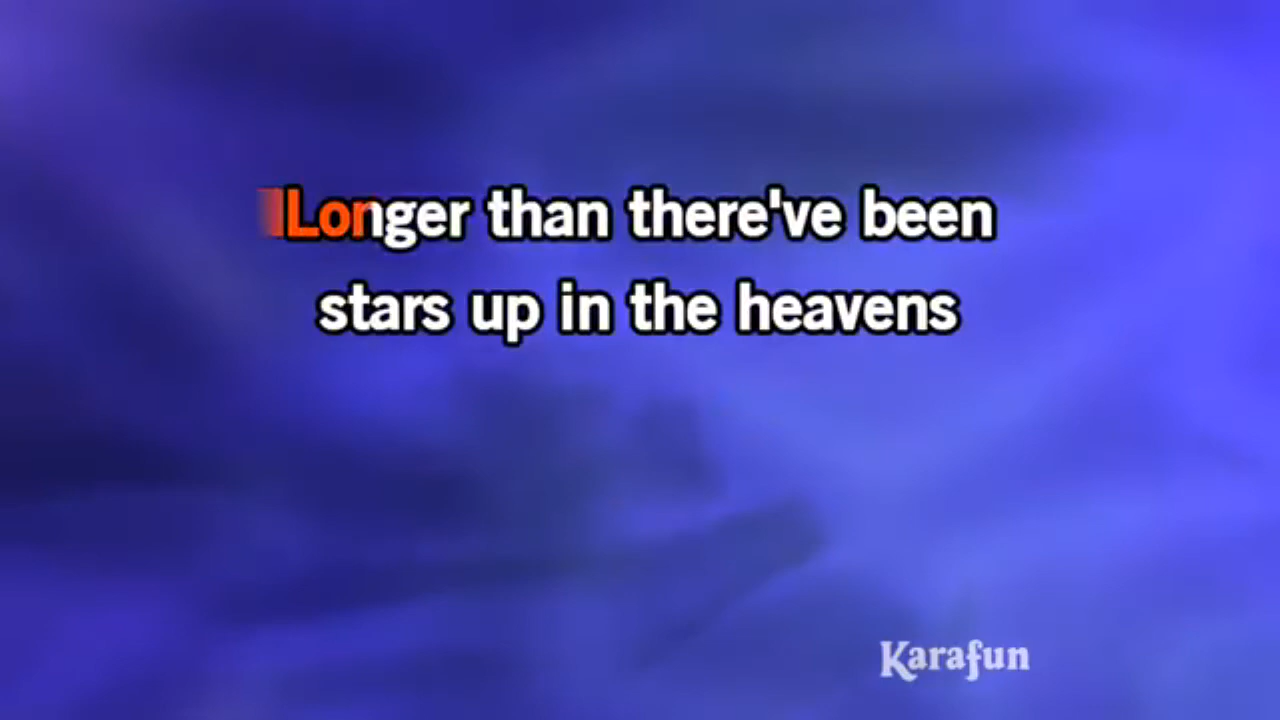 Longer than there've been
stars up in the heavens
Karafun